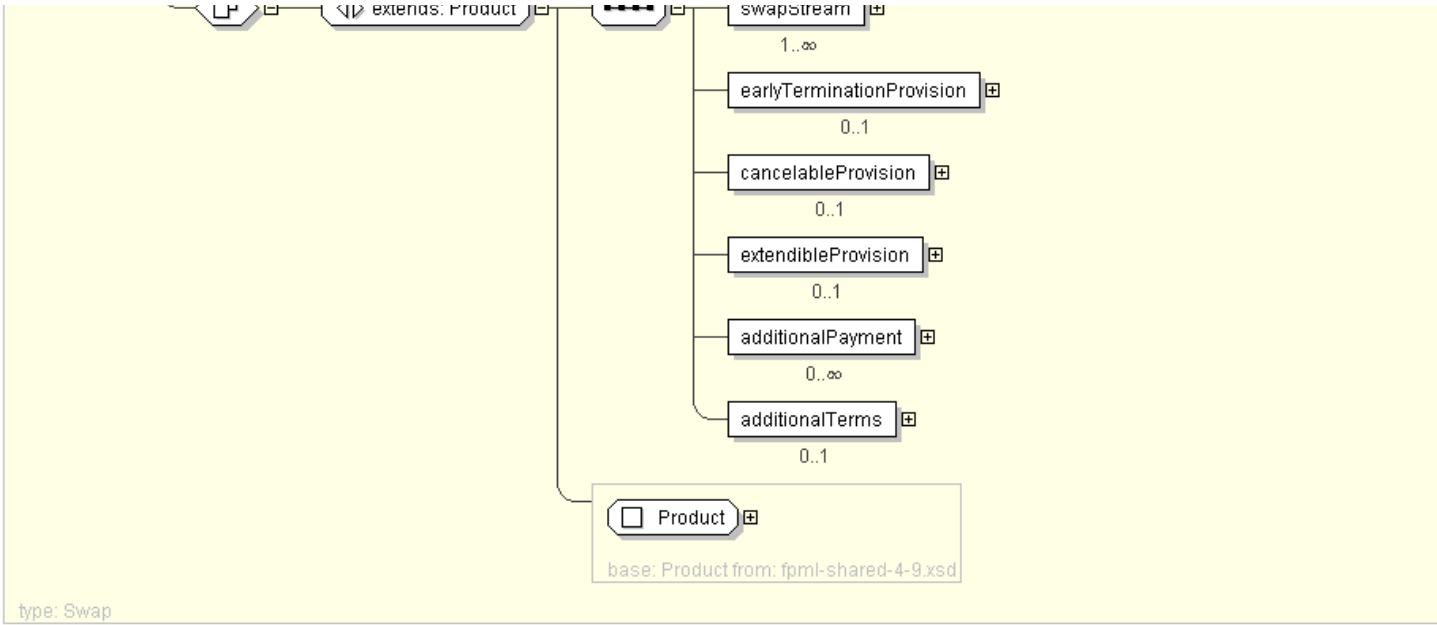 extends: Product
swapStream
1..∞
earlyTerminationProvision
0..1
cancelableProvision
0..1
extendibleProvision
0..1
additionalPayment
0..∞
additionalTerms
0..1
Product
base: Product from: fpml-shared-4-9.xsd
type: Swap